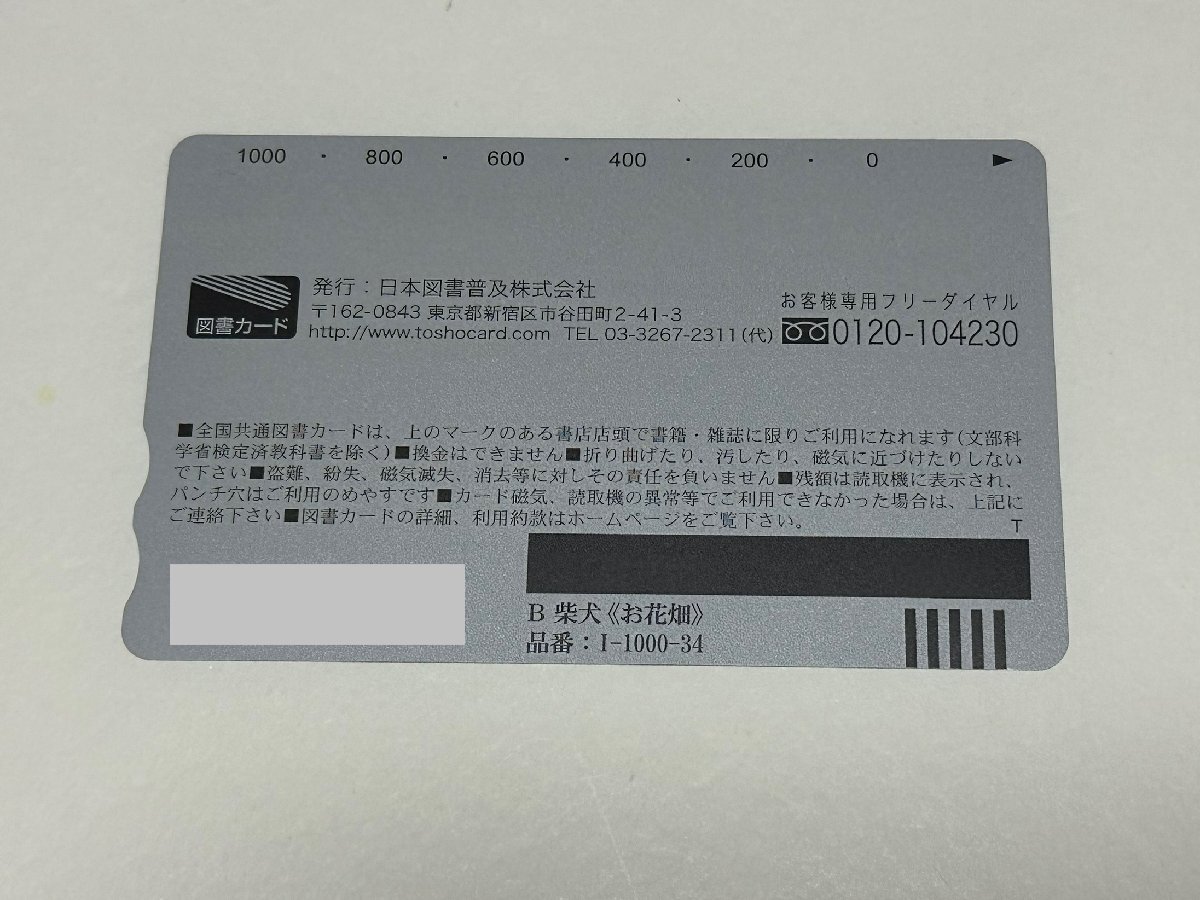 1000 ・ 800 ・ 600 ・ 400 ・ 200 ・ 0 ▶
図書カード
発行：日本図書普及株式会社
〒162-0843 東京都新宿区市谷田町2-41-3
http://www.toshocard.com TEL 03-3267-2311(代)
お客様専用フリーダイヤル
0120-104230
■全国共通図書カードは、上のマークのある書店店頭で書籍・雑誌に限りご利用になれます(文部科
学省検定済教科書を除く)■換金はできません■折り曲げたり、汚したり、磁気に近づけたりしない
で下さい■盗難、紛失、磁気滅失、消去等に対しその責任を負いません■残額は読取機に表示され、
パンチ穴はご利用のめやすです■カード磁気、読取機の異常等でご利用できなかった場合は、上記に
ご連絡下さい■図書カードの詳細、利用約款はホームページをご覧下さい。
T
B 柴犬《お花畑》
品番：I-1000-34